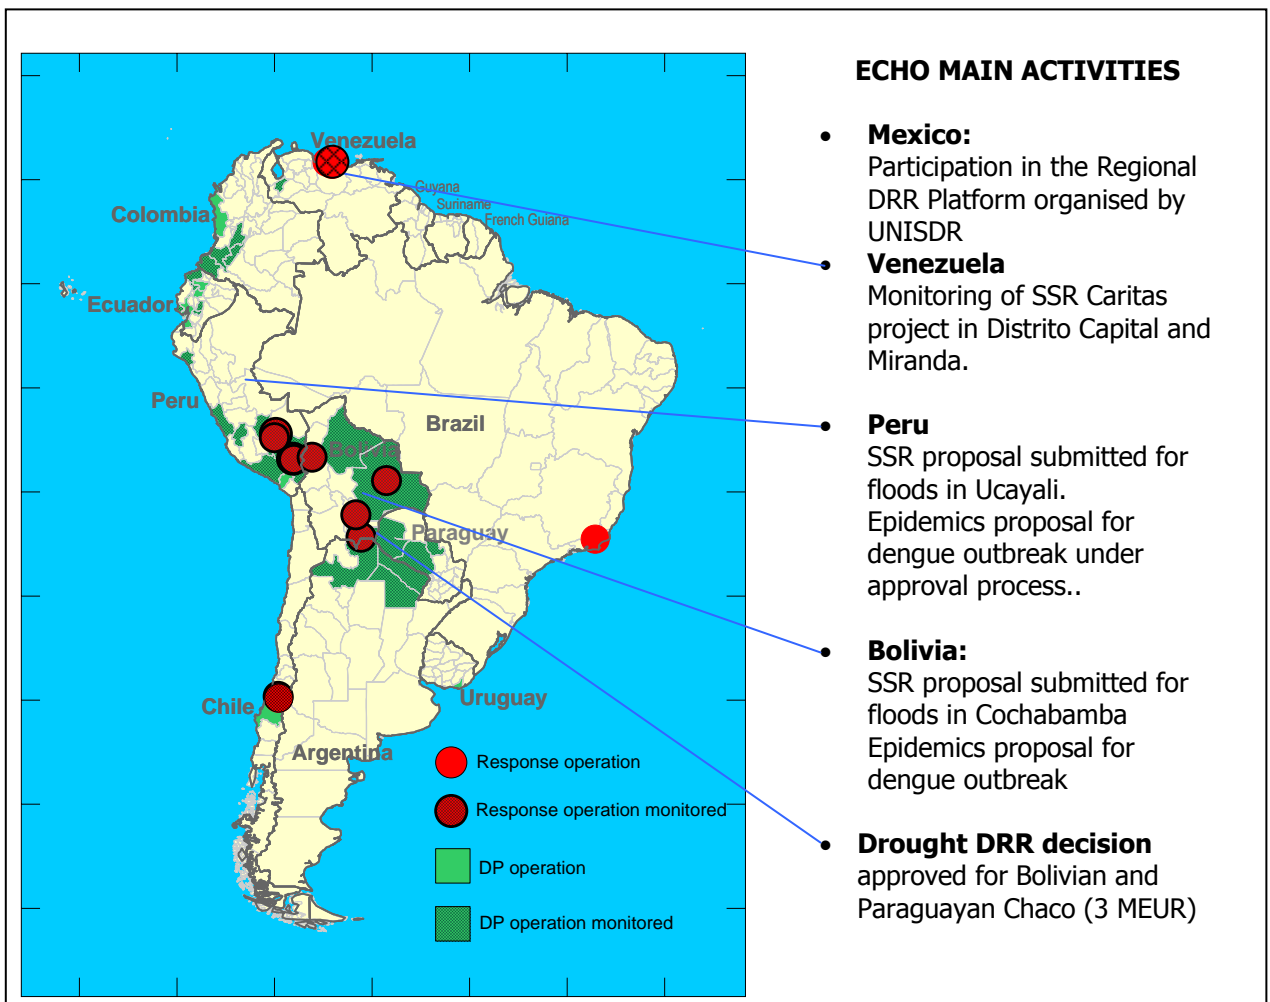 ECHO MAIN ACTIVITIES
• Mexico:
Participation in the Regional
DRR Platform organised by
UNISDR
• Venezuela
Monitoring of SSR Caritas
project in Distrito Capital and
Miranda.
• Peru
SSR proposal submitted for
floods in Ucayali.
Epidemics proposal for
dengue outbreak under
approval process..
• Bolivia:
SSR proposal submitted for
floods in Cochabamba
Epidemics proposal for
dengue outbreak
• Drought DRR decision
approved for Bolivian and
Paraguayan Chaco (3 MEUR)
Venezuela
Guyana
Suriname
French Guiana
Colombia
Ecuador
Peru
Brazil
Bolivia
Paraguay
Chile
Uruguay
Argentina
Response operation
Response operation monitored
DP operation
DP operation monitored